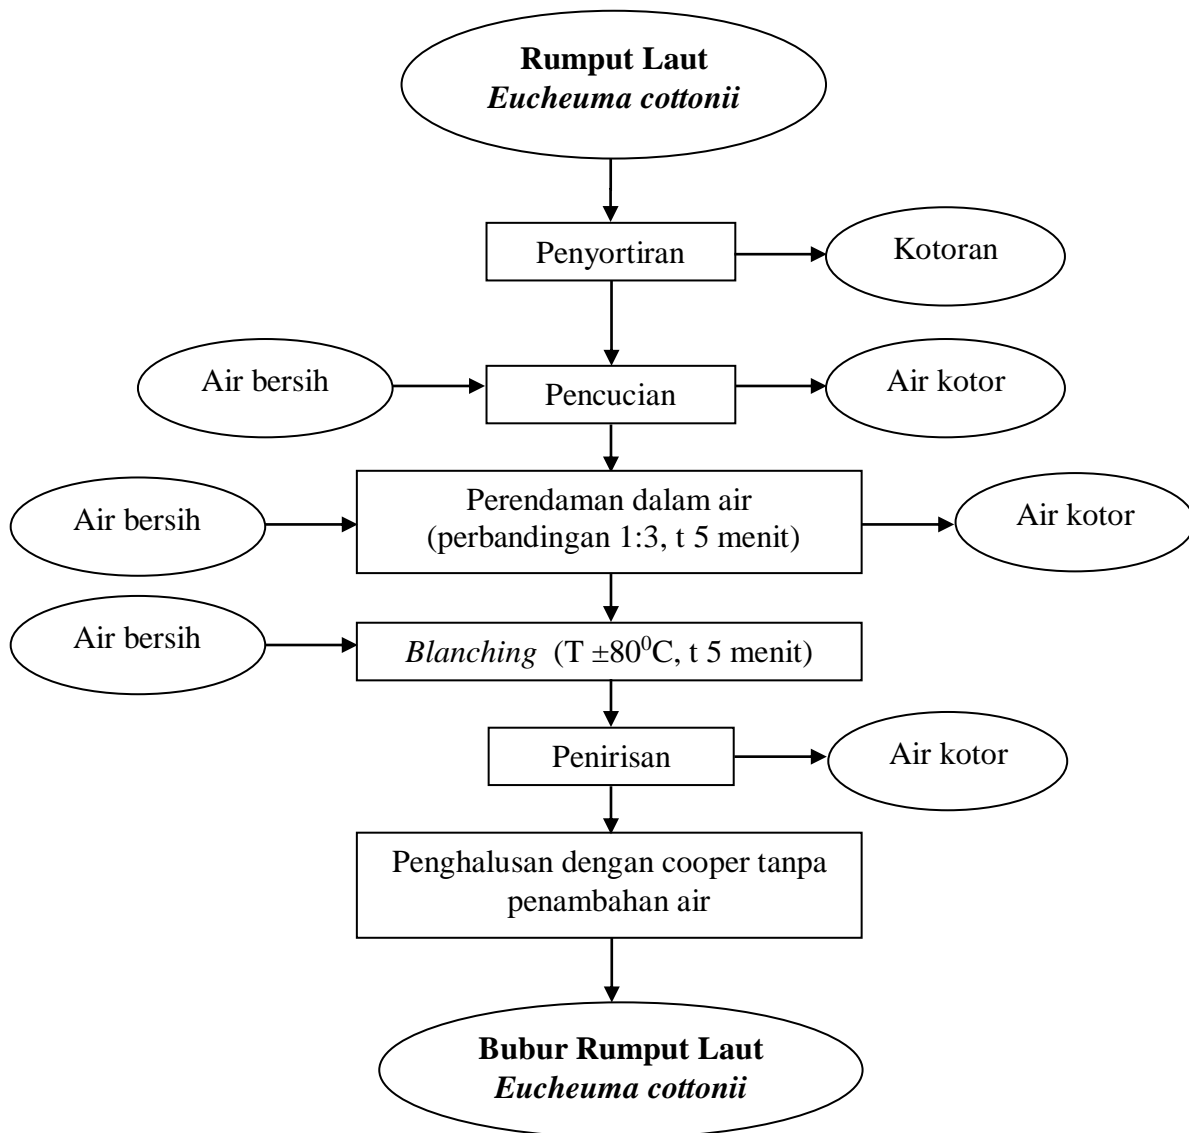 Rumput Laut
Eucheuma cottonii
Penyortiran
Kotoran
Air bersih
Pencucian
Air kotor
Air bersih
Perendaman dalam air
(perbandingan 1:3, t 5 menit)
Air kotor
Air bersih
Blanching (T ±80⁰C, t 5 menit)
Penirisan
Air kotor
Penghalusan dengan cooper tanpa
penambahan air
Bubur Rumput Laut
Eucheuma cottonii